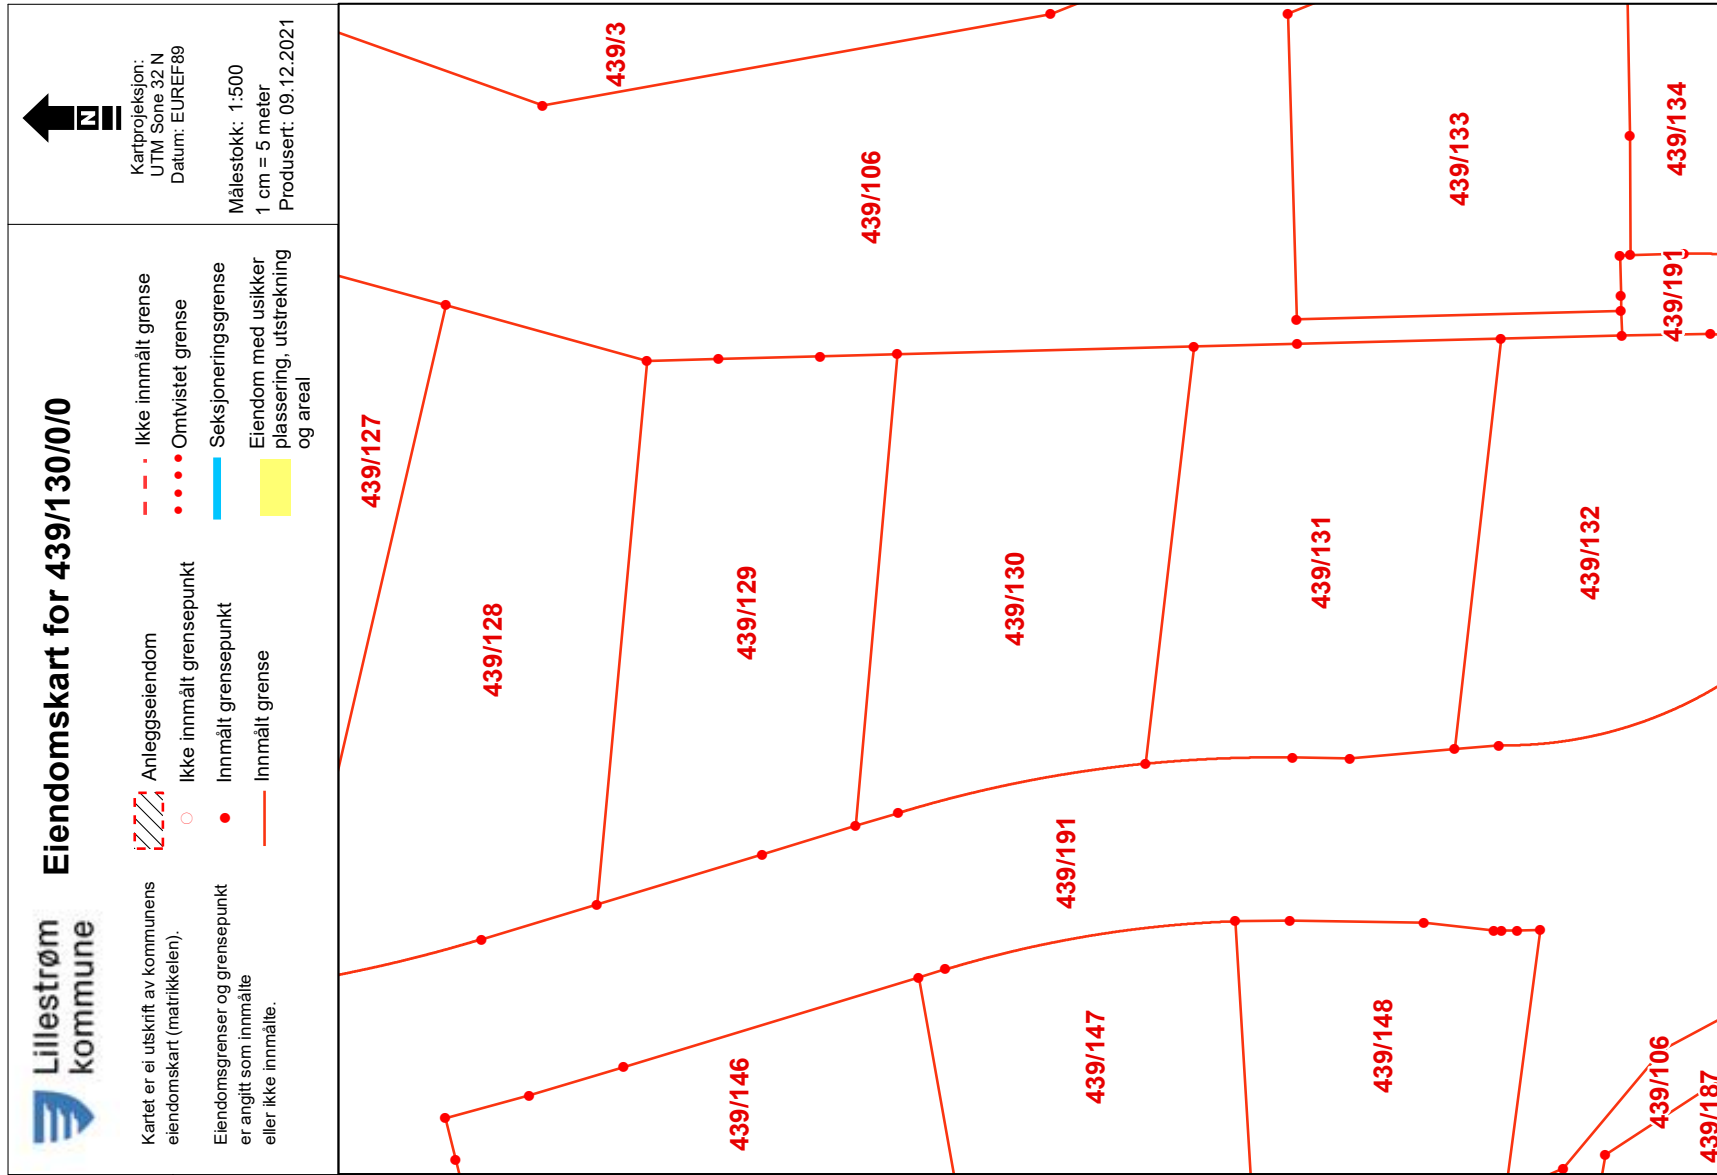 Lillestrøm
kommune
Eiendomskart for 439/130/0/0
Kartet er ei utskrift av kommunens
eiendomskart (matrikkelen).
Eiendomsgrenser og grensepunkt
er angitt som innmålte
eller ikke innmålte.
Anleggseiendom
Ikke innmålt grensepunkt
Innmålt grensepunkt
Innmålt grense
Ikke innmålt grense
Omtvistet grense
Seksjoneringsgrense
Eiendom med usikker
plassering, utstrekning
og areal
N
Kartprojeksjon:
UTM Sone 32 N
Datum: EUREF89
Målestokk: 1:500
1 cm = 5 meter
Produsert: 09.12.2021
439/127
439/3
439/128
439/129
439/106
439/146
439/130
439/191
439/147
439/131
439/133
439/148
439/132
439/191
439/134
439/106
439/187